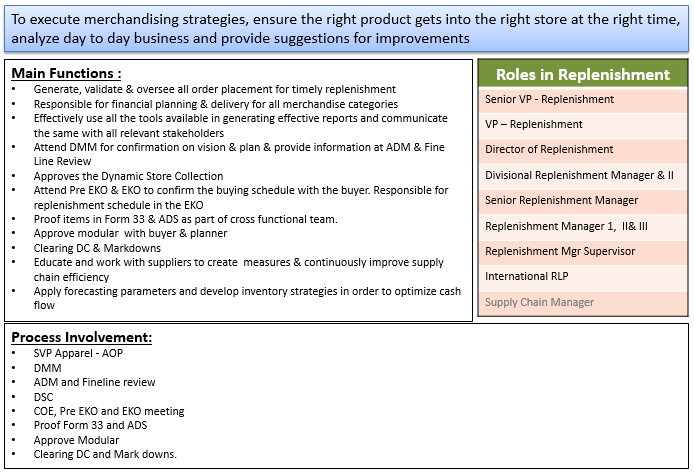 To execute merchandising strategies, ensure the right product gets into the right store at the right time,
analyze day to day business and provide suggestions for improvements
Main Functions :
• Generate, validate & oversee all order placement for timely replenishment
• Responsible for financial planning & delivery for all merchandise categories
• Effectively use all the tools available in generating effective reports and communicate
the same with all relevant stakeholders
• Attend DMM for confirmation on vision & plan & provide information at ADM & Fine
Line Review
• Approves the Dynamic Store Collection
• Attend Pre EKO & EKO to confirm the buying schedule with the buyer. Responsible for
replenishment schedule in the EKO
• Proof items in Form 33 & ADS as part of cross functional team.
• Approve modular with buyer & planner
• Clearing DC & Markdowns
• Educate and work with suppliers to create measures & continuously improve supply
chain efficiency
• Apply forecasting parameters and develop inventory strategies in order to optimize cash
flow
Roles in Replenishment
Senior VP - Replenishment
VP – Replenishment
Director of Replenishment
Divisional Replenishment Manager & II
Senior Replenishment Manager
Replenishment Manager 1, II& III
Replenishment Mgr Supervisor
International RLP
Supply Chain Manager
Process Involvement:
• SVP Apparel - AOP
• DMM
• ADM and Fineline review
• DSC
• COE, Pre EKO and EKO meeting
• Proof Form 33 and ADS
• Approve Modular
• Clearing DC and Mark downs.